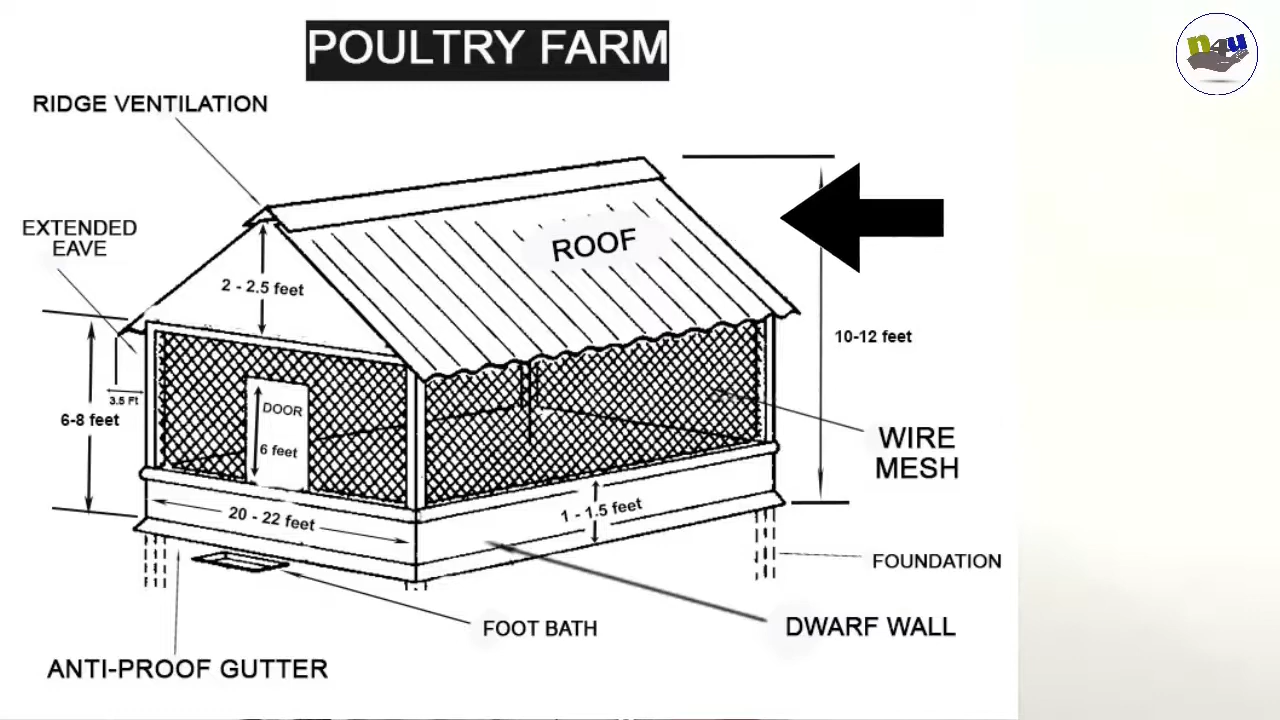 POULTRY FARM
n4u
RIDGE VENTILATION
EXTENDED
EAVE
ROOF
2 - 2.5 feet
10-12 feet
3.5 Ft
6-8 feet
DOOR
6 feet
WIRE
MESH
20 - 22 feet
1 - 1.5 feet
FOUNDATION
FOOT BATH
DWARF WALL
ANTI-PROOF GUTTER